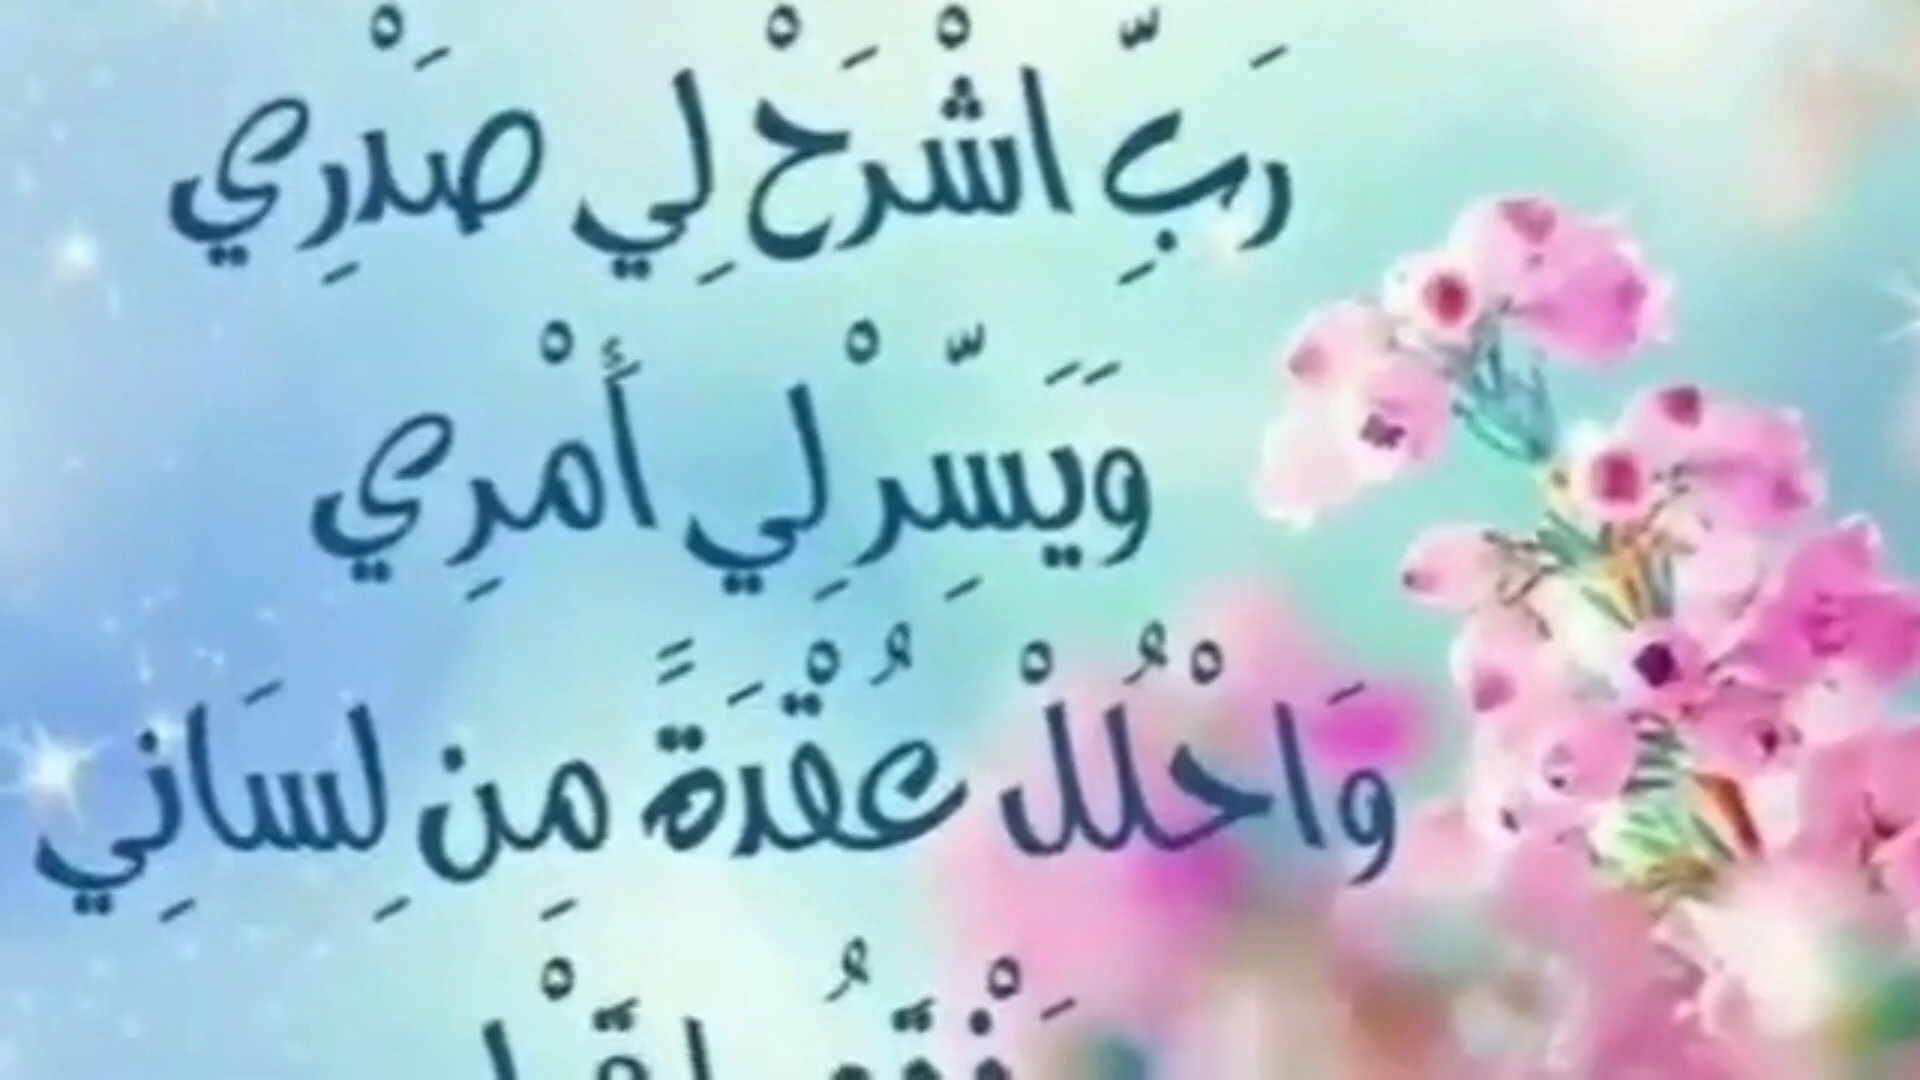 رَبِّ اشْرَحْ لِي صَدْرِي
وَيَسِّرْ لِي أَمْرِي
وَاحْلُلْ عُقْدَةً مِنْ لِسَانِي